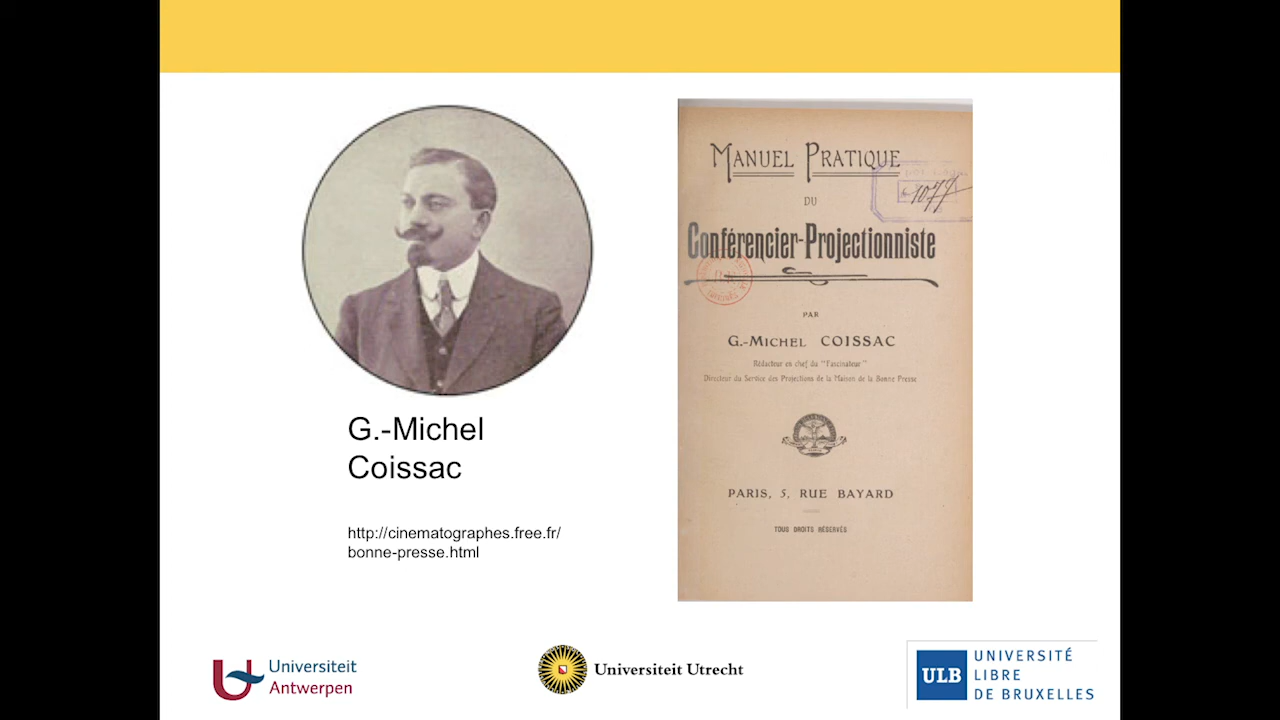 G.-Michel
Coissac
http://cinematographes.free.fr/
bonne-presse.html
MANUEL PRATIQUE
DU
Conférencier-Projectionniste
PAR
G.-MICHEL COISSAC
Rédacteur en chef du "Fascinateur"
Directeur du Service des Projections de la Maison de la Bonne Presse
PARIS, 5, RUE BAYARD
TOUS DROITS RÉSERVÉS
1077
Universiteit
Antwerpen
Universiteit Utrecht
ULB
UNIVERSITÉ
LIBRE
DE BRUXELLES